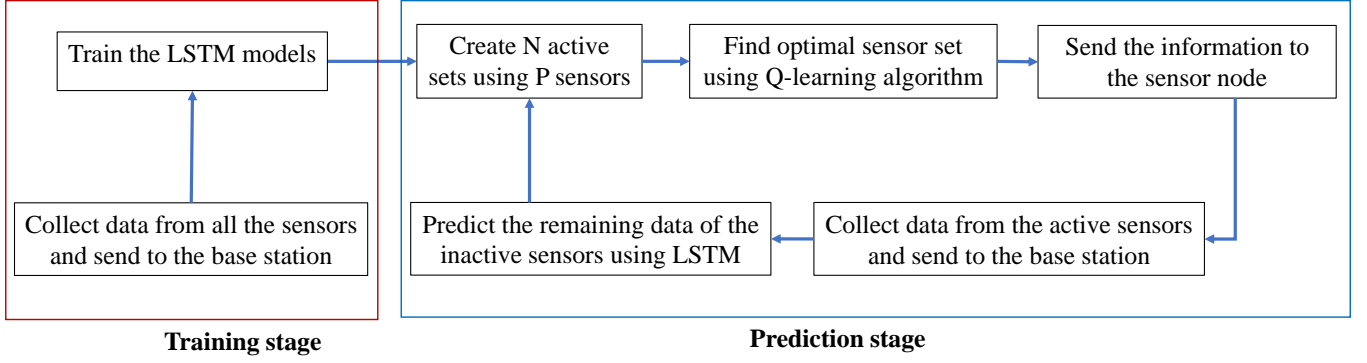 Train the LSTM models
Collect data from all the sensors
and send to the base station
Training stage
Create N active
sets using P sensors
Find optimal sensor set
using Q-learning algorithm
Send the information to
the sensor node
Collect data from the active sensors
and send to the base station
Predict the remaining data of the
inactive sensors using LSTM
Prediction stage